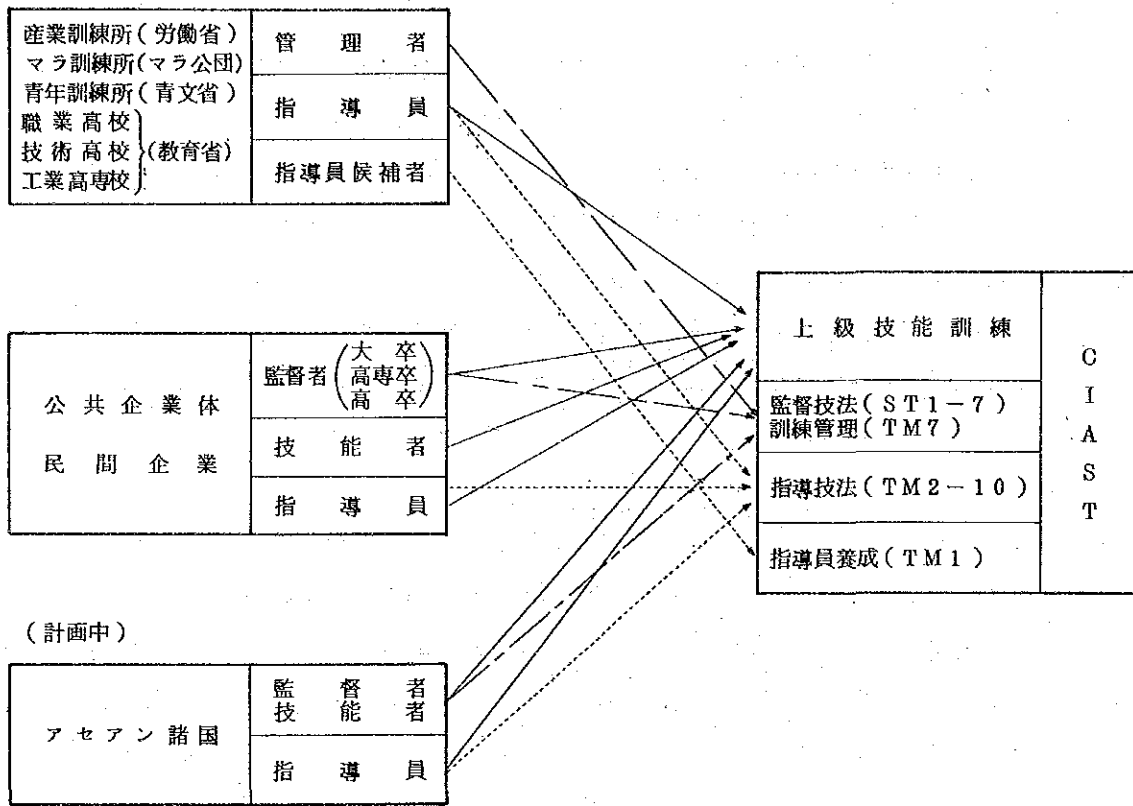 産業訓練所(労働省)
マラ訓練所(マラ公団)
青年訓練所(青文省)
職業高校
技術高校
工業高専校
(教育省)
管理者
指導員
指導員候補者
公共企業体
民間企業
監督者
大卒
高専卒
高卒
技能者
指導員
(計画中)
アセアン諸国
監督者
技能者
指導員
上級技能訓練
監督技法(ST1-7)
訓練管理(TM7)
指導技法(TM2-10)
指導員養成(TM1)
CIAST